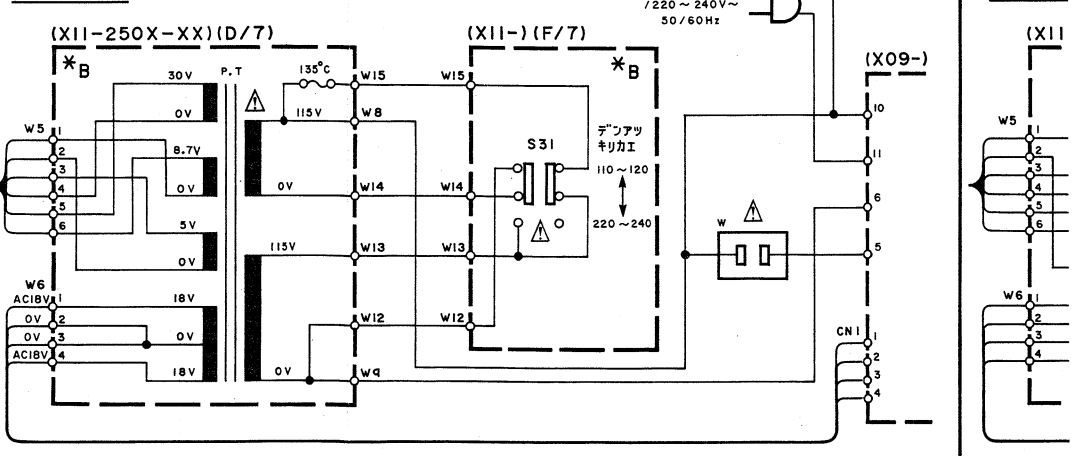 /220～240V～
50/60Hz
(X11-250X-XX)(D/7)
(X11-)(F/7)
(X09-)
(X11
*B
P.T
135°C
30V
0V
8.7V
0V
5V
0V
18V
0V
18V
115V
0V
115V
0V
W5
1
2
3
4
5
6
W6
AC18V 1
0V 2
0V 3
AC18V 4
W15
W8
W14
W13
W12
W9
W15
W14
W13
W12
*B
S31
デンアツ
キリカエ
110～120
220～240
W
10
11
6
5
CN1
1
2
3
4
W5
1
2
3
4
5
6
W6
1
2
3
4